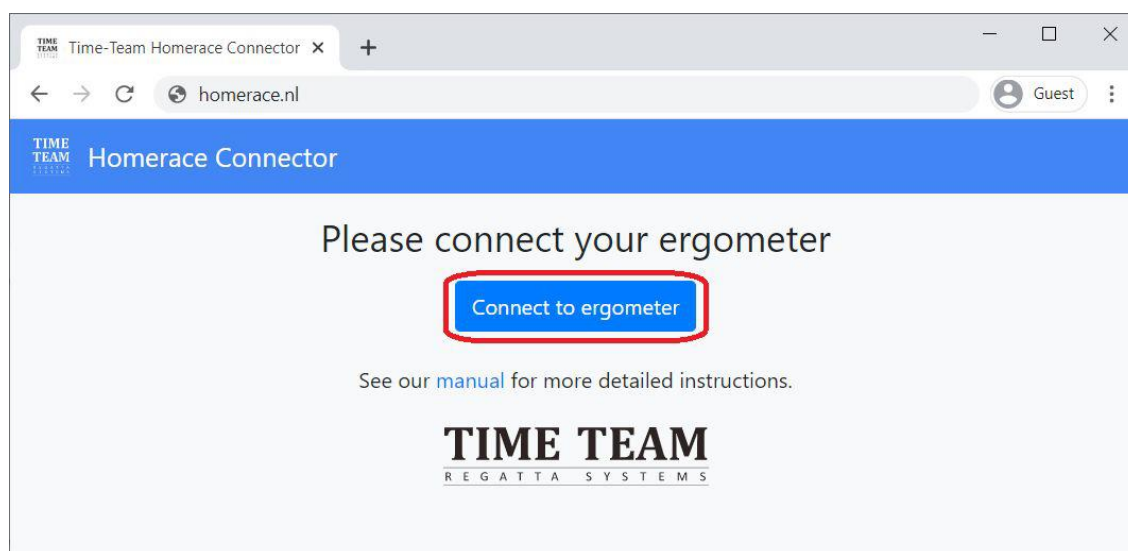 TIME
TEAM
Time-Team Homerace Connector
homerace.nl
Guest
TIME
TEAM
Homerace Connector
Please connect your ergometer
Connect to ergometer
See our manual for more detailed instructions.
TIME TEAM
REGATTA SYSTEMS